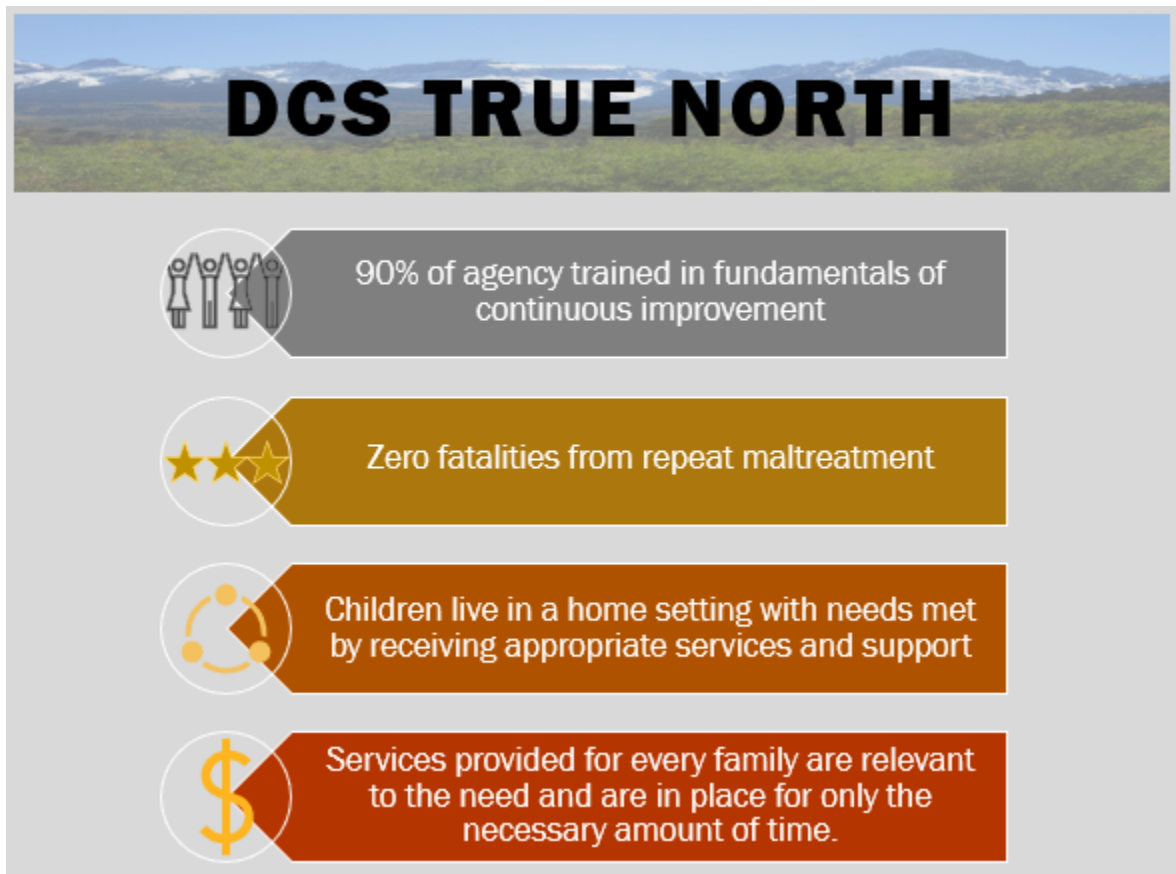 DCS TRUE NORTH
90% of agency trained in fundamentals of
continuous improvement
Zero fatalities from repeat maltreatment
Children live in a home setting with needs met
by receiving appropriate services and support
Services provided for every family are relevant
to the need and are in place for only the
necessary amount of time.